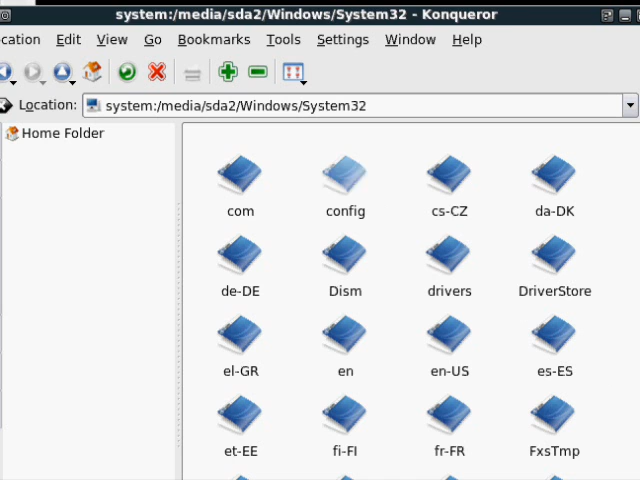 system:/media/sda2/Windows/System32 - Konqueror
ocation Edit View Go Bookmarks Tools Settings Window Help
Location: system:/media/sda2/Windows/System32
Home Folder
com config cs-CZ da-DK
de-DE Dism drivers DriverStore
el-GR en en-US es-ES
et-EE fi-FI fr-FR FxsTmp